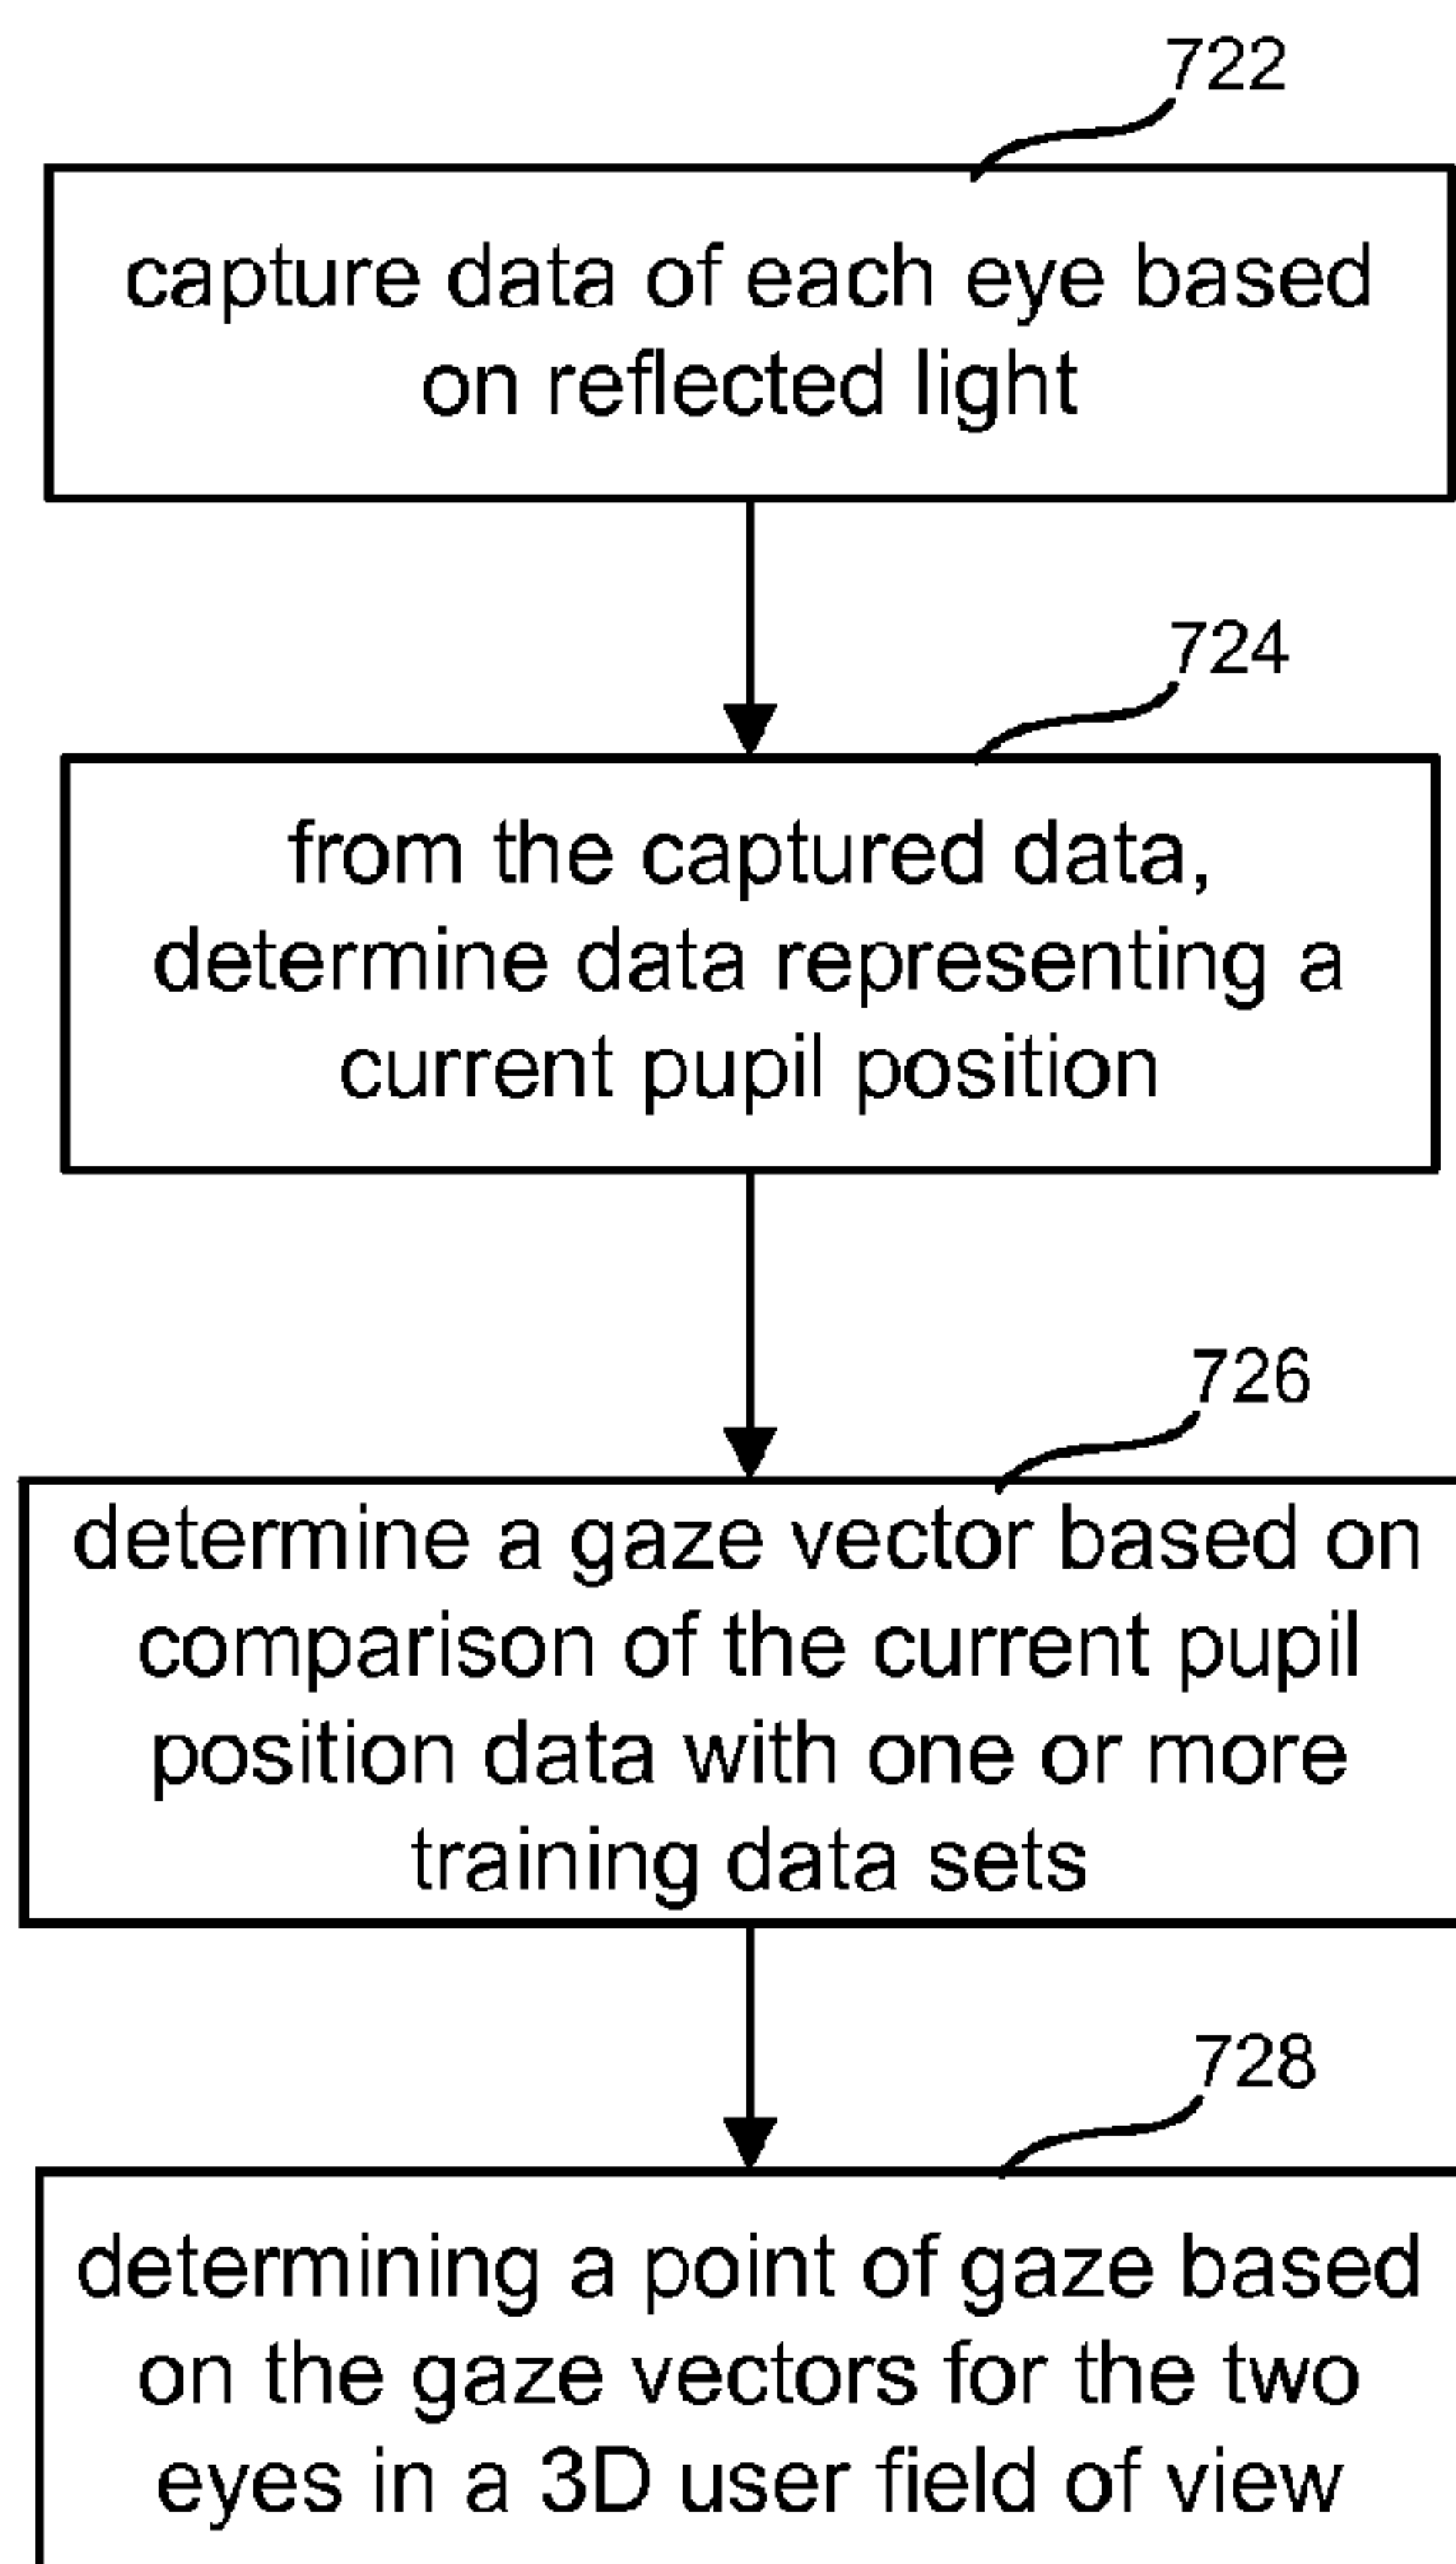 722
capture data of each eye based
on reflected light
724
from the captured data,
determine data representing a
current pupil position
726
determine a gaze vector based on
comparison of the current pupil
position data with one or more
training data sets
728
determining a point of gaze based
on the gaze vectors for the two
eyes in a 3D user field of view